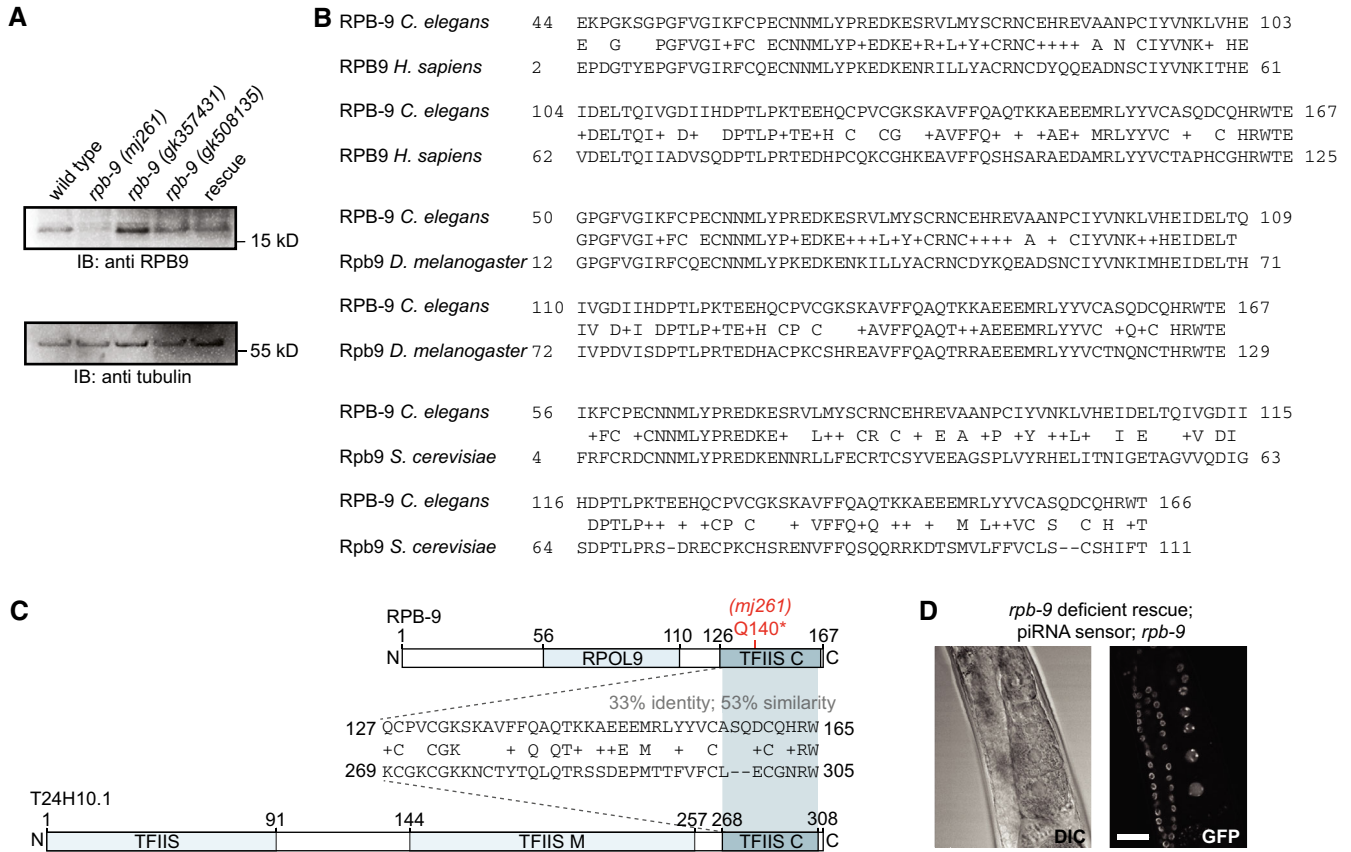 A
wild type
rpb-9 (mj261)
rpb-9 (gk357431)
rpb-9 (gk508135)
rescue
15 kD
IB: anti RPB9
55 kD
IB: anti tubulin
B
RPB-9 C. elegans 44 EKPGKSGPGFVGIKFCPECNNMLYPREDKESRVLMYSCRNCEHREVAANPCIYVNKLVHE 103
E G PGFVGI+FC ECNNMLYP+EDKE+R+L+Y+CRNC++++ A N CIYVNK+ HE
RPB9 H. sapiens 2 EPDGTYEPGFVGIRFCQECNNMLYPKEDKENRILLYACRNCDYQQEADNSCIYVNKITHE 61
RPB-9 C. elegans 104 IDELTQIVGDIIHDPTLPKTEEHQCPVCGKSKAVFFQAQTKKAEEEMRLYYVCASQDCQHRWTE 167
+DELTQI+ D+ DPTLP+TE+H C CG +AVFFQ+ + +AE+ MRLYYVC + C HRWTE
RPB9 H. sapiens 62 VDELTQIIADVSQDPTLPRTEDHPCQKCGHKEAVFFQSHSARAEDAMRLYYVCTAPHCGHRWTE 125
RPB-9 C. elegans 50 GPGFVGIKFCPECNNMLYPREDKESRVLMYSCRNCEHREVAANPCIYVNKLVHEIDELTQ 109
GPGFVGI+FC ECNNMLYP+EDKE+++L+Y+CRNC++++ A + CIYVNK++HEIDELT
Rpb9 D. melanogaster 12 GPGFVGIRFCQECNNMLYPKEDKENKILLYACRNCDYKQEADSNCIYVNKIMHEIDELTH 71
RPB-9 C. elegans 110 IVGDIIHDPTLPKTEEHQCPVCGKSKAVFFQAQTKKAEEEMRLYYVCASQDCQHRWTE 167
IV D+I DPTLP+TE+H CP C +AVFFQAQT++AEEEMRLYYVC +Q+C HRWTE
Rpb9 D. melanogaster 72 IVPDVISDPTLPRTEDHACPKCSHREAVFFQAQTRRAEEEMRLYYVCTNQNCTHRWTE 129
RPB-9 C. elegans 56 IKFCPECNNMLYPREDKESRVLMYSCRNCEHREVAANPCIYVNKLVHEIDELTQIVGDII 115
+FC +CNNMLYPREDKE+ L++ CR C + E A +P +Y ++L+ I E +V DI
Rpb9 S. cerevisiae 4 FRFCRDCNNMLYPREDKENNRLLFECRTCSYVEEAGSPLVYRHELITNIGETAGVVQDIG 63
RPB-9 C. elegans 116 HDPTLPKTEEHQCPVCGKSKAVFFQAQTKKAEEEMRLYYVCASQDCQHRWT 166
DPTLP++ + +CP C + VFFQ+Q ++ + M L++VC S C H +T
Rpb9 S. cerevisiae 64 SDPTLPRS-DRECPKCHSRENVFFQSQQRRKDTSMVLFFVCLS--CSHIFT 111
C
(mj261)
RPB-9 Q140*
1 56 110 126 167
N RPOL9 TFIIS C C
33% identity; 53% similarity
127 QCPVCGKSKAVFFQAQTKKAEEEMRLYYVCASQDCQHRW 165
+C CGK + Q QT+ ++E M + C +C +RW
269 KCGKCGKKNCTYTQLQTRSSDEPMTTFVFCL--ECGNRW 305
T24H10.1
1 91 144 257 268 308
N TFIIS TFIIS M TFIIS C C
D
rpb-9 deficient rescue;
piRNA sensor; rpb-9
DIC
GFP